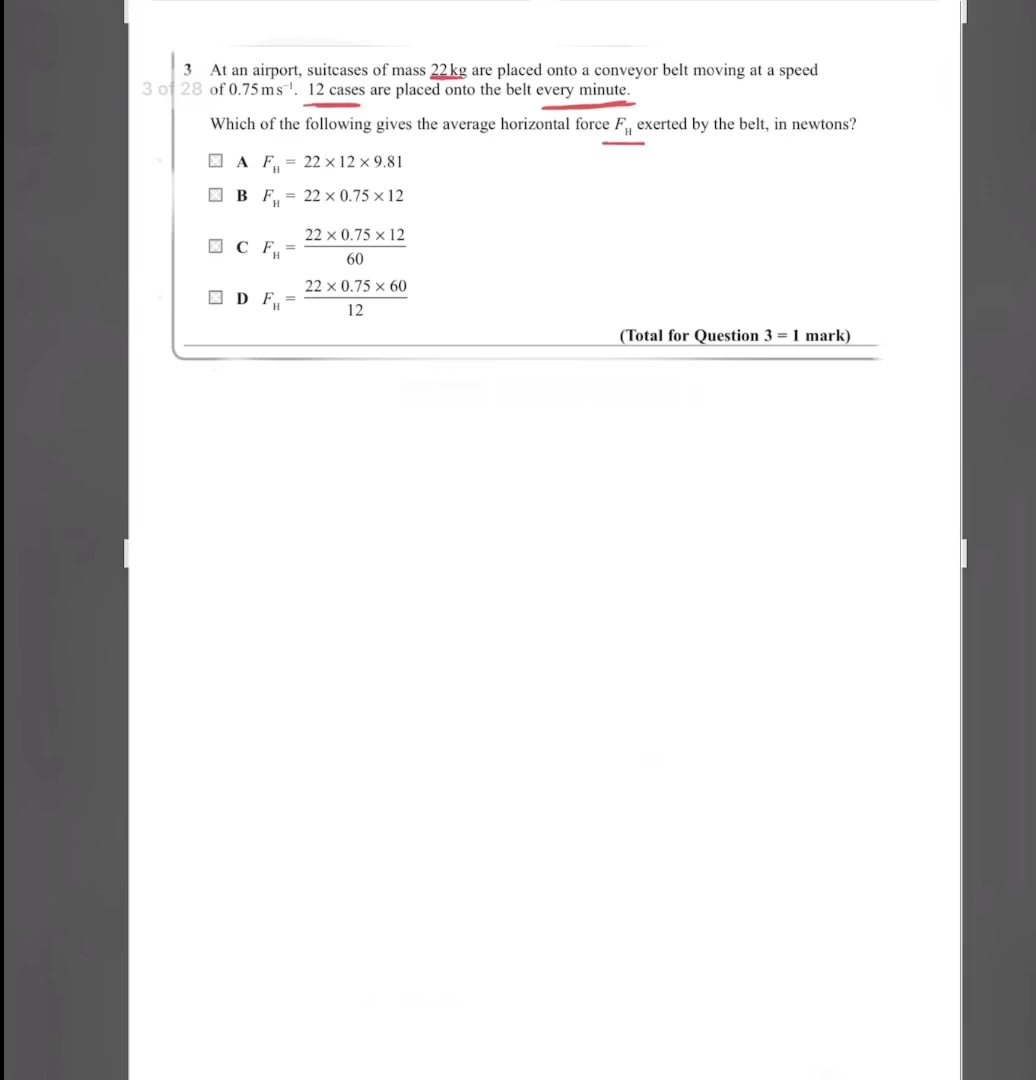 3 At an airport, suitcases of mass 22 kg are placed onto a conveyor belt moving at a speed
3 of 28
of 0.75 m s⁻¹. 12 cases are placed onto the belt every minute.
Which of the following gives the average horizontal force F_H exerted by the belt, in newtons?
A F_H = 22 × 12 × 9.81
B F_H = 22 × 0.75 × 12
C F_H = 22 × 0.75 × 12 / 60
D F_H = 22 × 0.75 × 60 / 12
(Total for Question 3 = 1 mark)